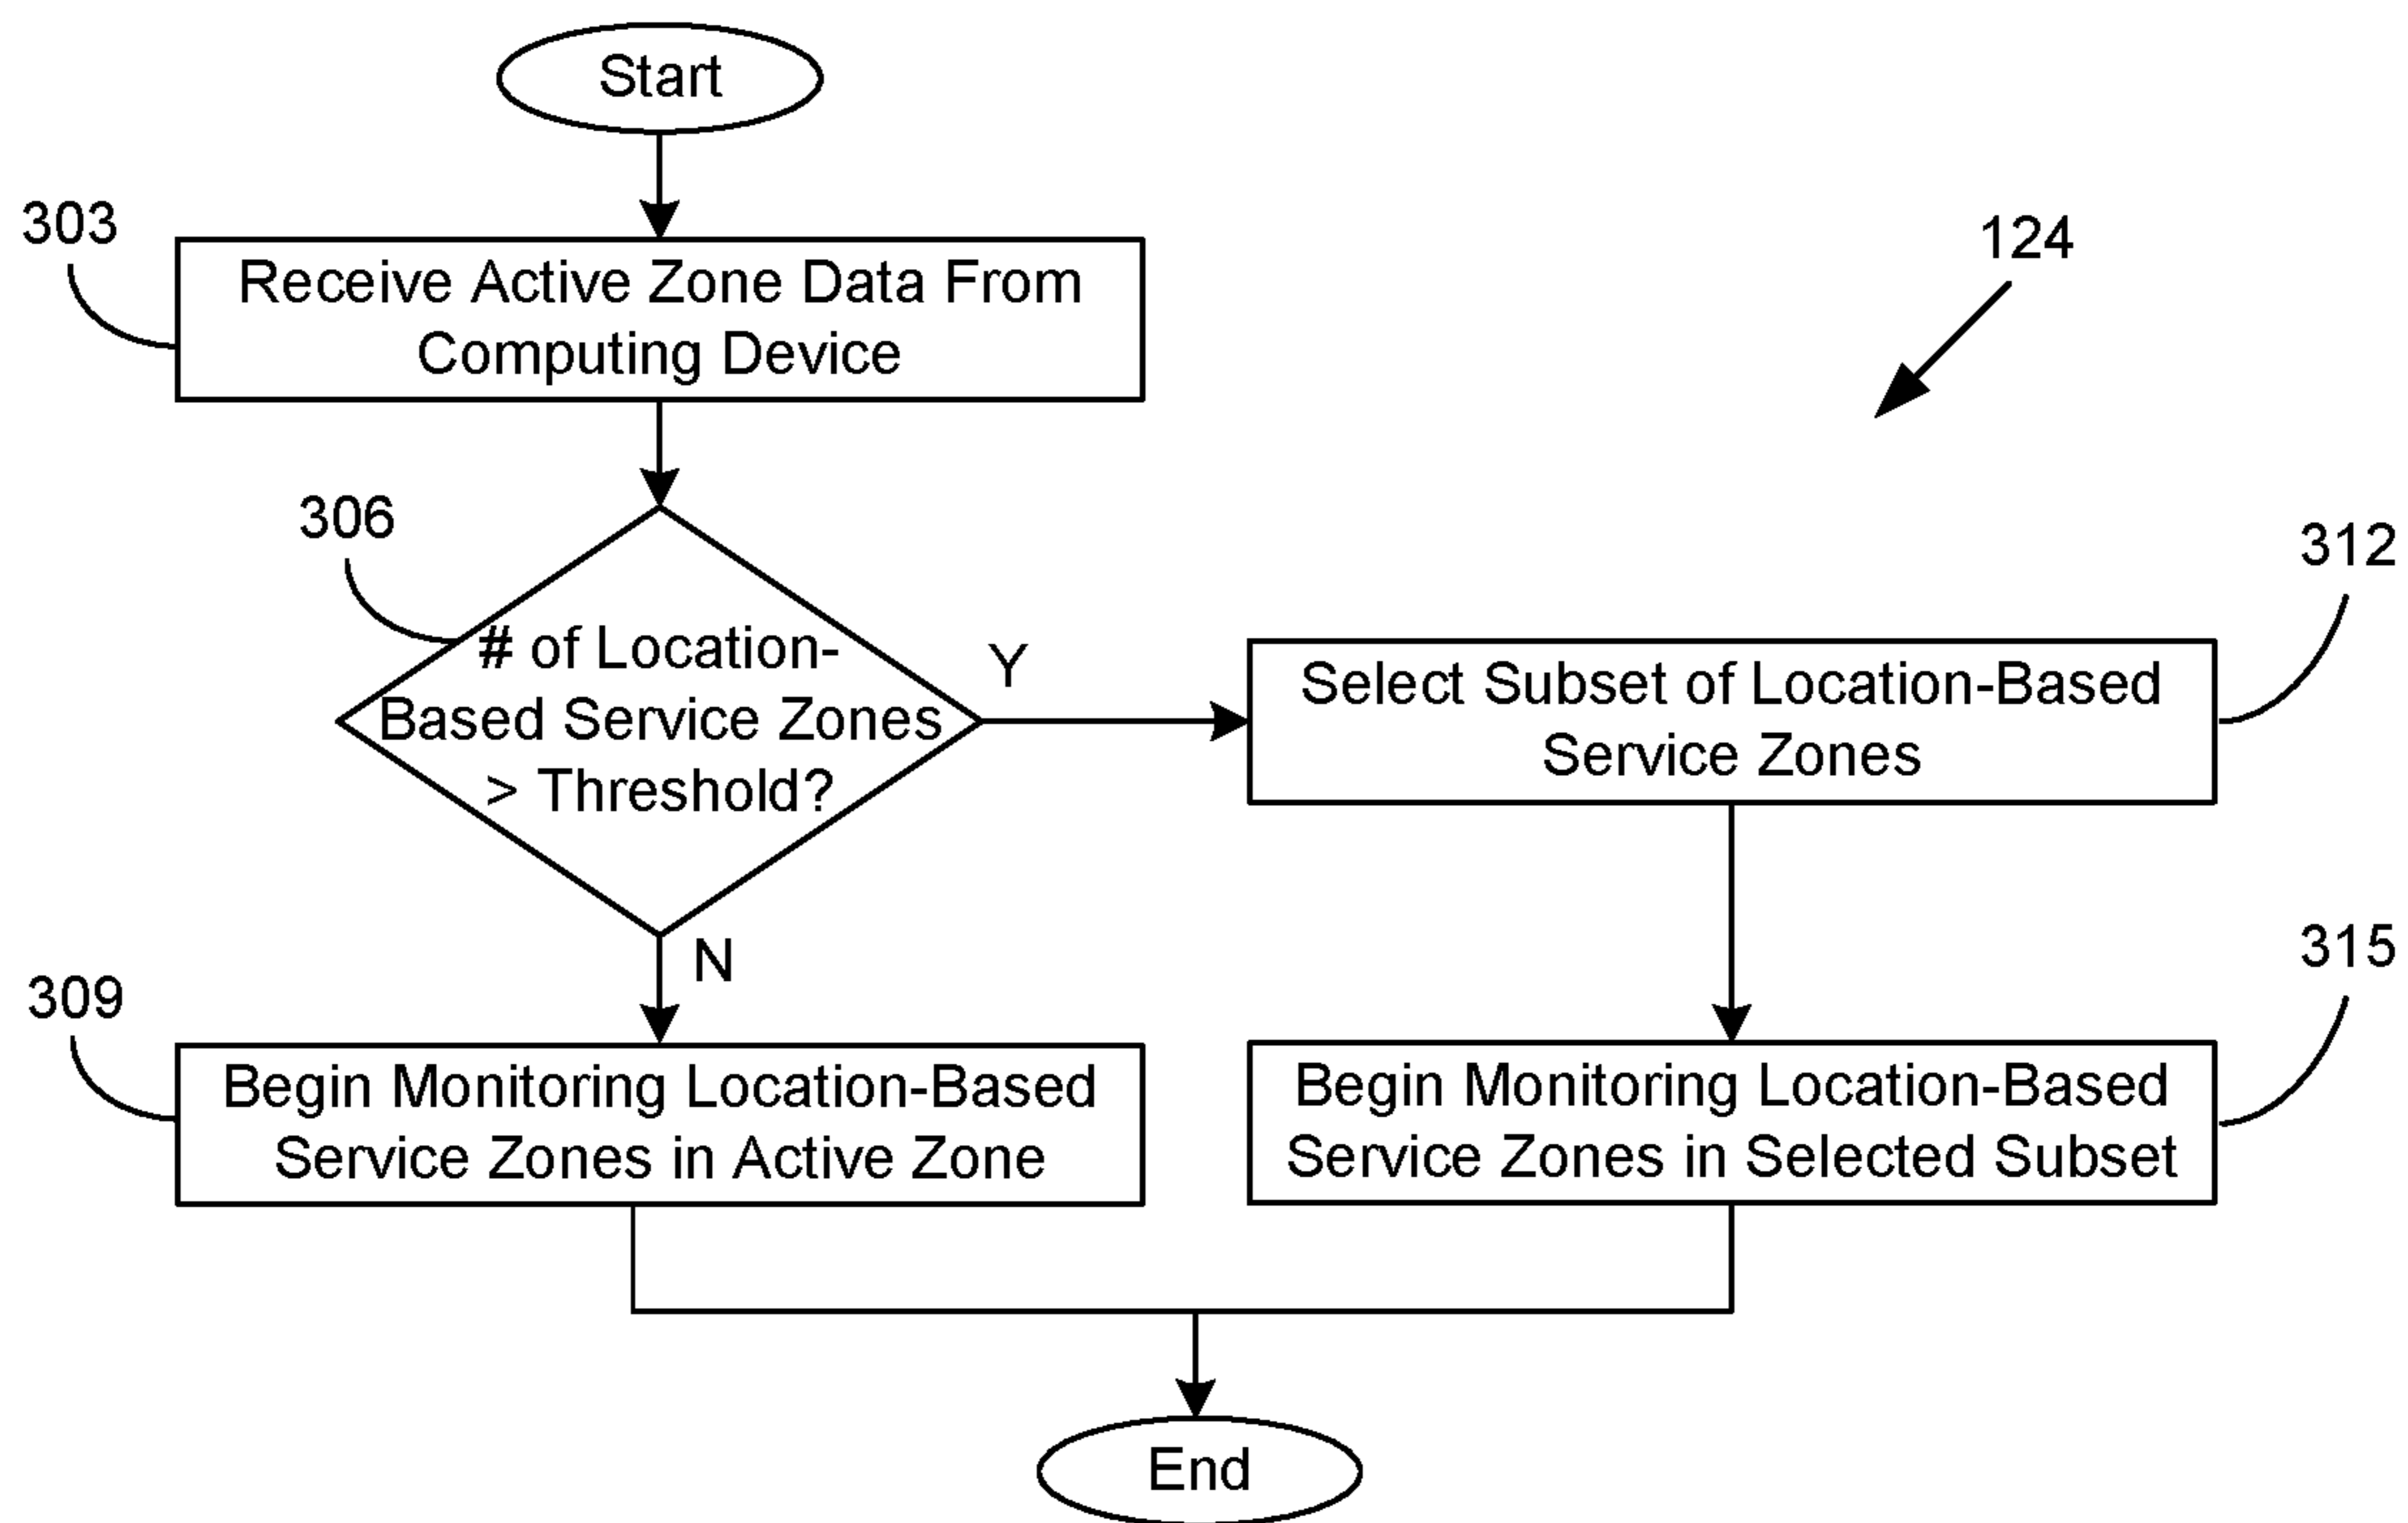 Start
303
Receive Active Zone Data From
Computing Device
124
306
# of Location-
Based Service Zones
> Threshold?
Y
N
312
Select Subset of Location-Based
Service Zones
309
Begin Monitoring Location-Based
Service Zones in Active Zone
315
Begin Monitoring Location-Based
Service Zones in Selected Subset
End